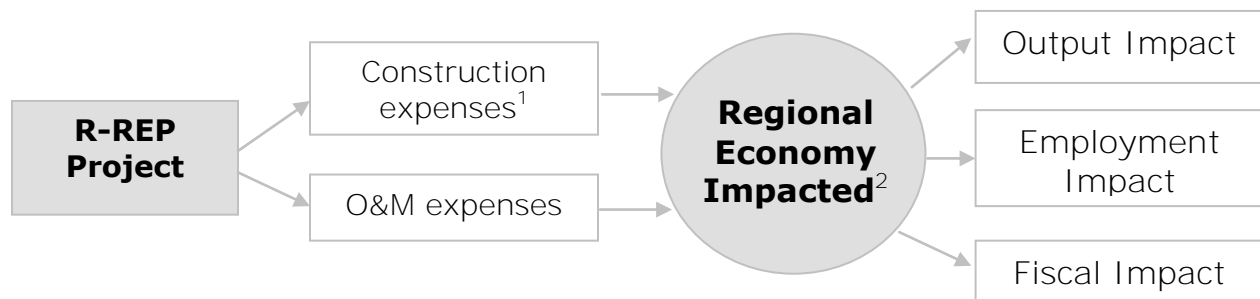 R-REP
Project
Construction
expenses¹
O&M expenses
Regional
Economy
Impacted²
Output Impact
Employment
Impact
Fiscal Impact